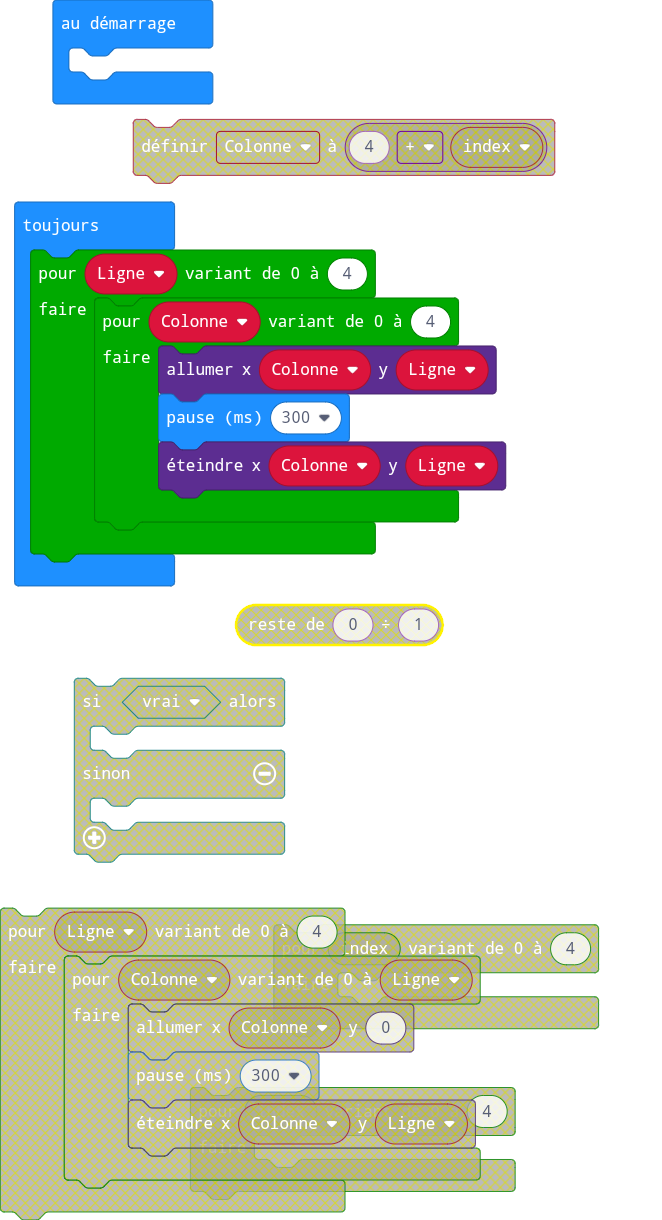 au démarrage
définir Colonne à 4 + index
toujours
pour Ligne variant de 0 à 4
faire
pour Colonne variant de 0 à 4
faire
allumer x Colonne y Ligne
pause (ms) 300
éteindre x Colonne y Ligne
reste de 0 ÷ 1
si vrai alors
sinon
pour Ligne variant de 0 à 4
pour index variant de 0 à 4
faire
pour Colonne variant de 0 à Ligne
faire
allumer x Colonne y 0
pause (ms) 300
4
éteindre x Colonne y Ligne